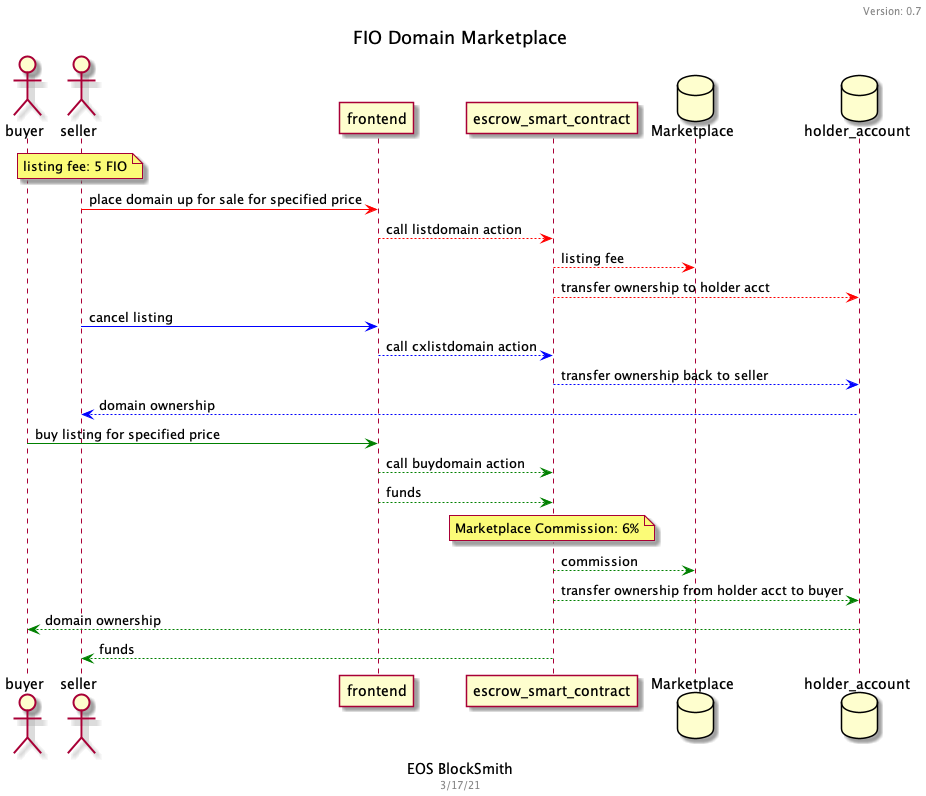 Version: 0.7
FIO Domain Marketplace
buyer
seller
frontend
escrow_smart_contract
Marketplace
holder_account
listing fee: 5 FIO
place domain up for sale for specified price
call listdomain action
listing fee
transfer ownership to holder acct
cancel listing
call cxlistdomain action
transfer ownership back to seller
domain ownership
buy listing for specified price
call buydomain action
funds
Marketplace Commission: 6%
commission
transfer ownership from holder acct to buyer
domain ownership
funds
buyer
seller
frontend
escrow_smart_contract
Marketplace
holder_account
EOS BlockSmith
3/17/21